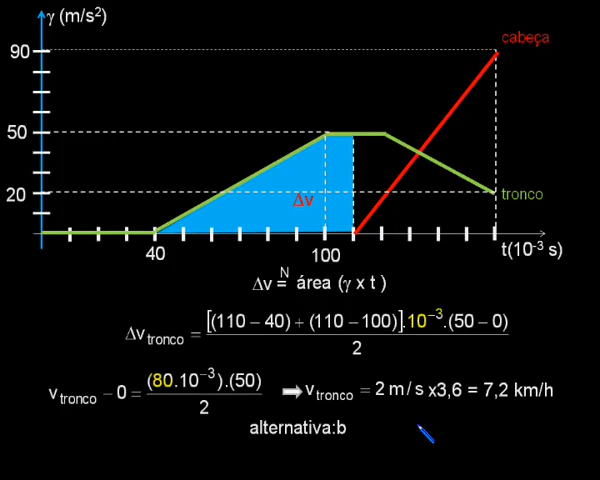 γ (m/s²)
cabeça
90
50
20
Δv
tronco
40
100
t(10⁻³ s)
Δv =ᴺ área (γ x t )
Δv_tronco = [(110 − 40) + (110 − 100)].10⁻³.(50 − 0) / 2
v_tronco − 0 = (80.10⁻³).(50) / 2 ⇒ v_tronco = 2 m / s x3,6 = 7,2 km/h
alternativa:b